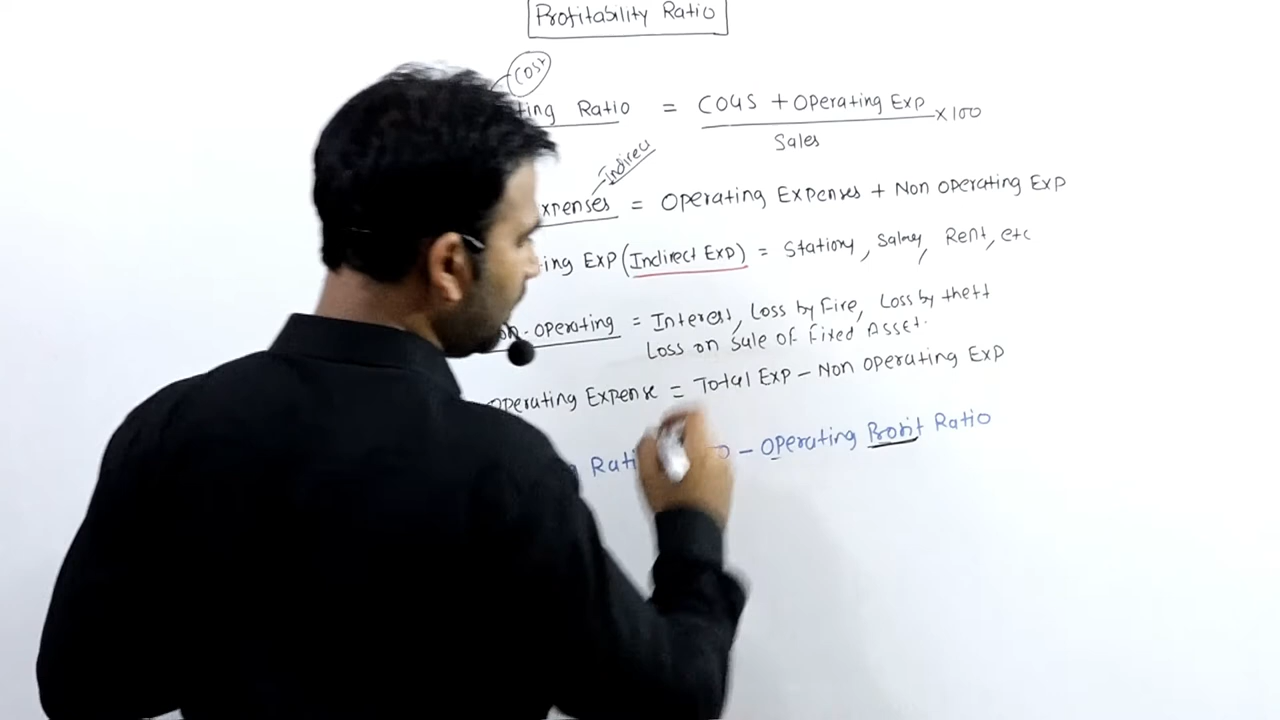 Profitability Ratio
Cost
ting Ratio = COGS + Operating Exp × 100
Sales
Indirect
xpenses = Operating Expenses + Non Operating Exp
ing Exp (Indirect Exp) = Stationy, Salary, Rent, etc
on-operating = Interest, Loss by Fire, Loss by theft
Loss on Sale of Fixed Asset.
operating Expense = Total Exp - Non Operating Exp
Rati - Operating Profit Ratio